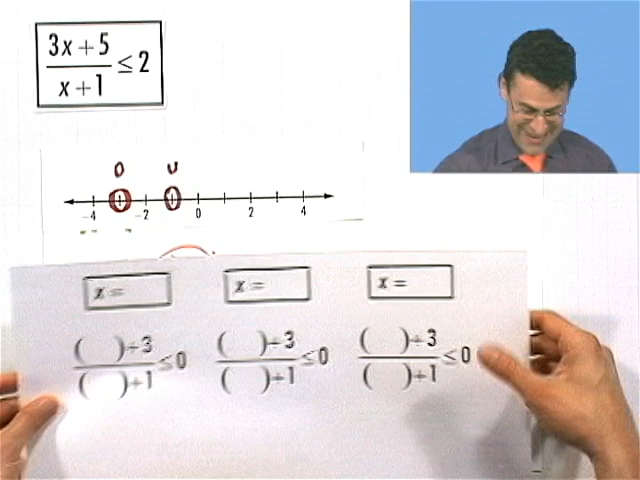 (3x + 5)/(x + 1) ≤ 2
0 U
-4 -2 0 2 4
x = x = x =
(( ) + 3)/(( ) + 1) ≤ 0 (( ) + 3)/(( ) + 1) ≤ 0 (( ) + 3)/(( ) + 1) ≤ 0